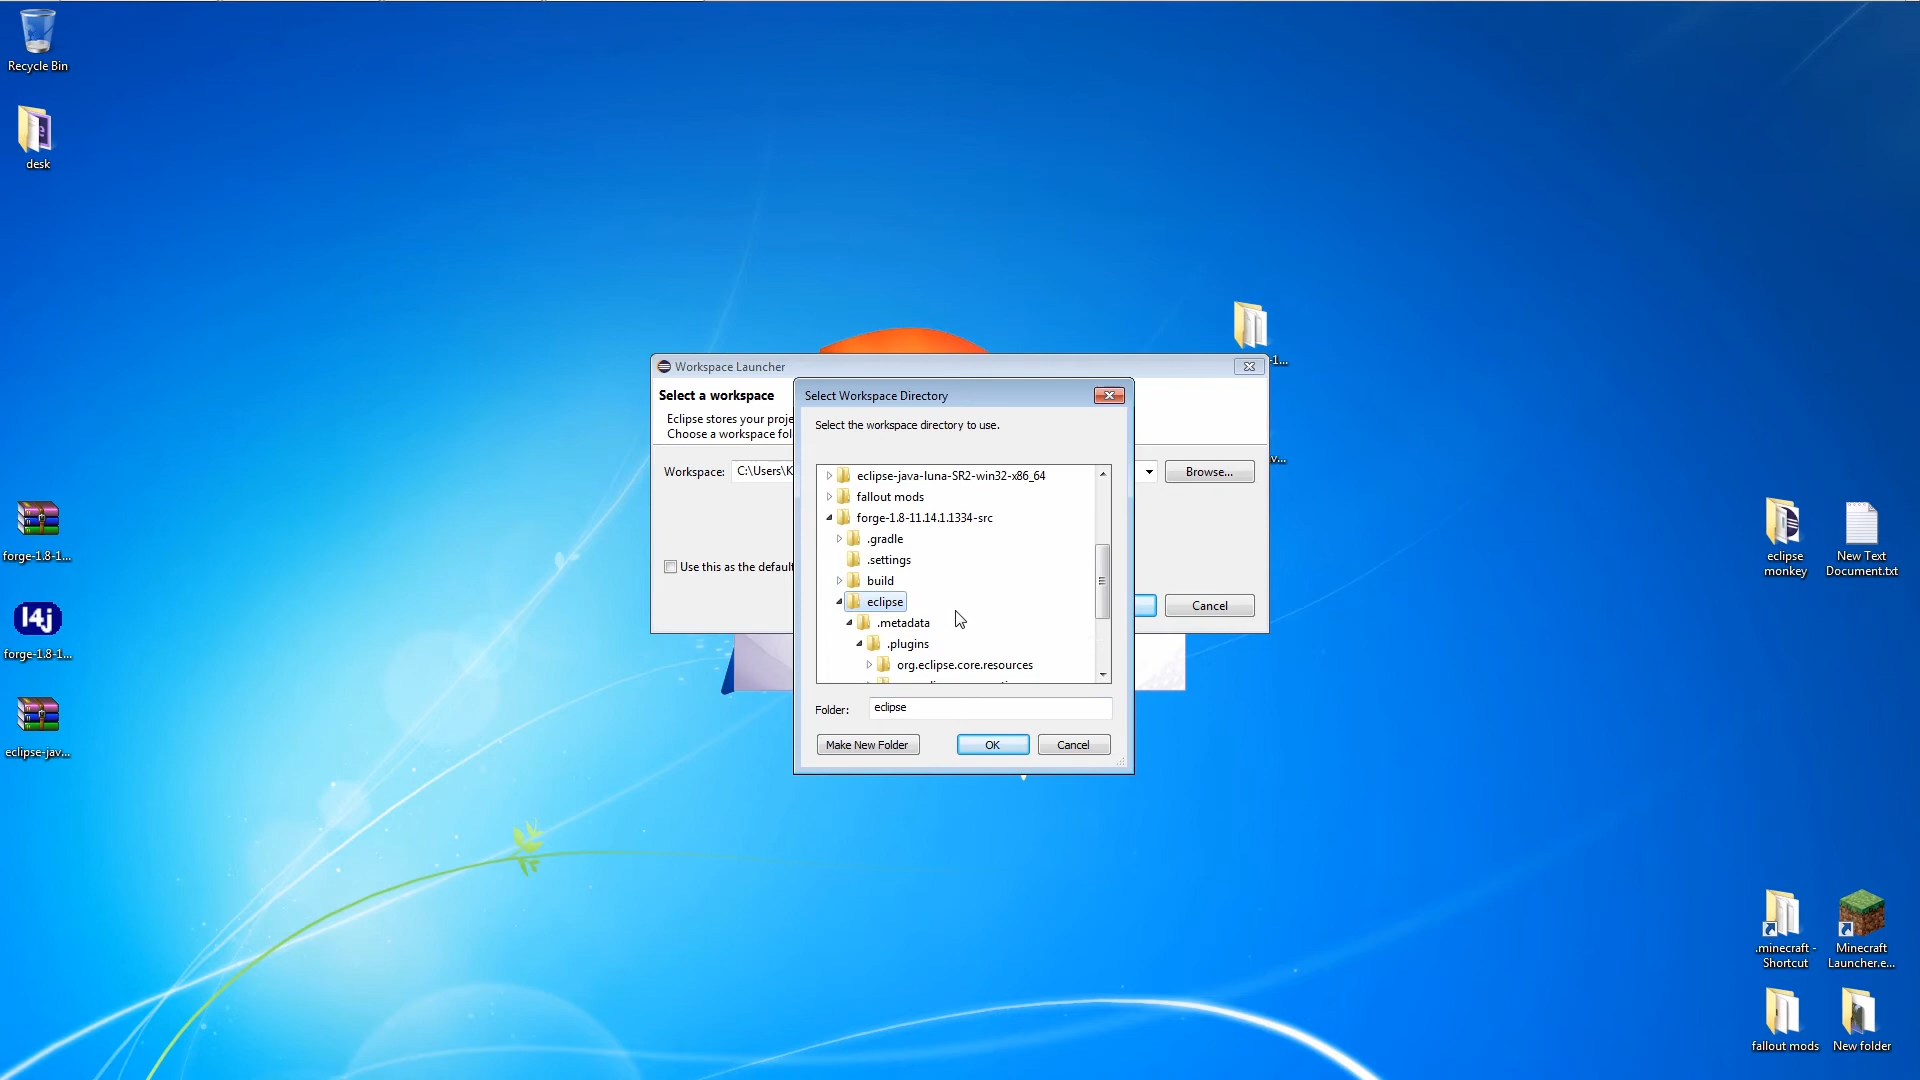 Recycle Bin
desk
forge-1.8-1...
forge-1.8-1...
eclipse-jav...
Workspace Launcher
Select a workspace
Eclipse stores your proje
Choose a workspace fol
Workspace:
C:\Users\K
Browse...
Use this as the default
Cancel
Select Workspace Directory
Select the workspace directory to use.
eclipse-java-luna-SR2-win32-x86_64
fallout mods
forge-1.8-11.14.1.1334-src
.gradle
.settings
build
eclipse
.metadata
.plugins
org.eclipse.core.resources
Folder:
eclipse
Make New Folder
OK
Cancel
-1...
v...
eclipse
monkey
New Text
Document.txt
.minecraft -
Shortcut
Minecraft
Launcher.e...
fallout mods
New folder